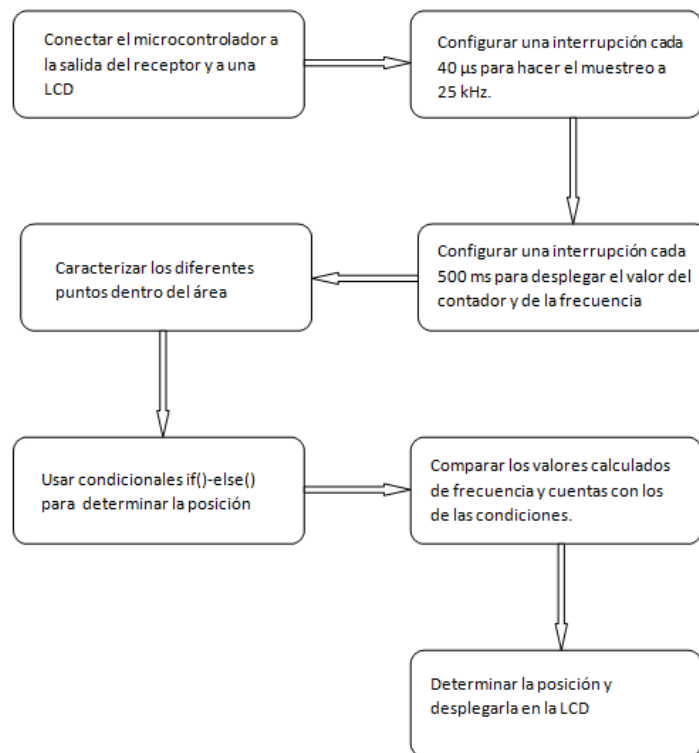 Conectar el microcontrolador a
la salida del receptor y a una
LCD
Configurar una interrupción cada
40 µs para hacer el muestreo a
25 kHz.
Configurar una interrupción cada
500 ms para desplegar el valor del
contador y de la frecuencia
Caracterizar los diferentes
puntos dentro del área
Usar condicionales if()-else()
para determinar la posición
Comparar los valores calculados
de frecuencia y cuentas con los
de las condiciones.
Determinar la posición y
desplegarla en la LCD